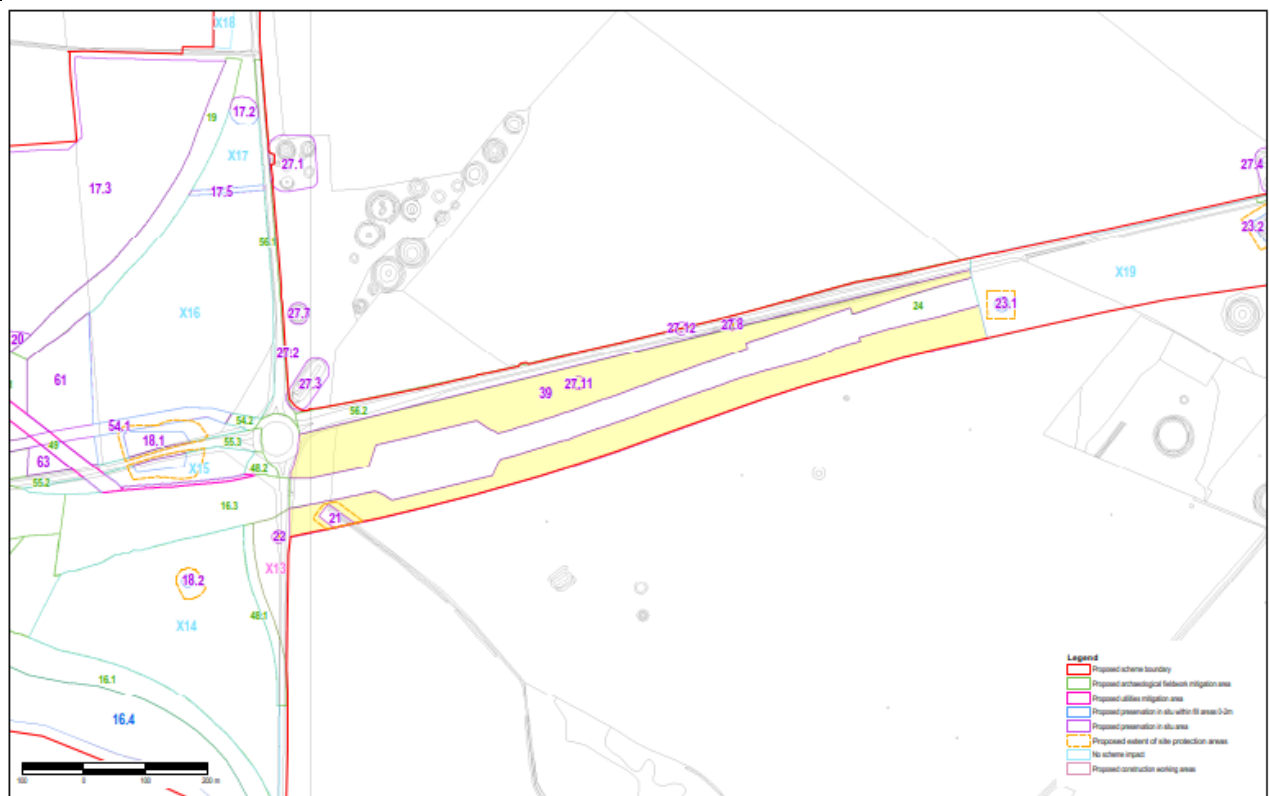 X18
19
17.2
X17
27.1
17.3
17.5
27.4
23.2
56.1
X19
X16
27.7
23.1
24
20
27.12
27.8
27.2
61
27.3
39
27.11
56.2
54.1
54.2
18.1
55.3
49
63
X15
48.2
55.2
16.3
21
22
X13
18.2
48.1
X14
16.1
16.4
Legend
Proposed scheme boundary
Proposed archaeological fieldwork mitigation area
Proposed utilities mitigation area
Proposed preservation in situ within fill areas 0-2m
Proposed preservation in situ area
Proposed extent of site protection areas
No scheme impact
Proposed construction working areas
100 0 100 200 m